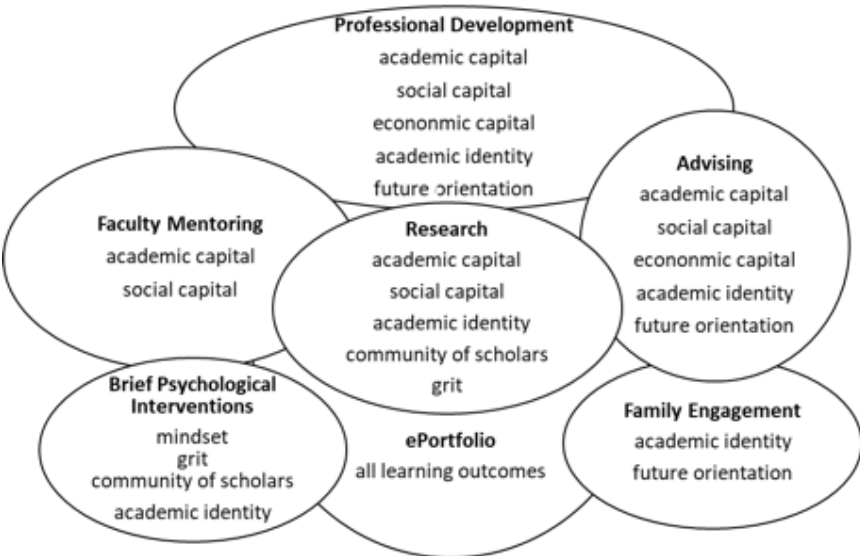 Professional Development
academic capital
social capital
econonmic capital
academic identity
future orientation
Faculty Mentoring
academic capital
social capital
Research
academic capital
social capital
academic identity
community of scholars
grit
Advising
academic capital
social capital
econonmic capital
academic identity
future orientation
Brief Psychological
Interventions
mindset
grit
community of scholars
academic identity
ePortfolio
all learning outcomes
Family Engagement
academic identity
future orientation